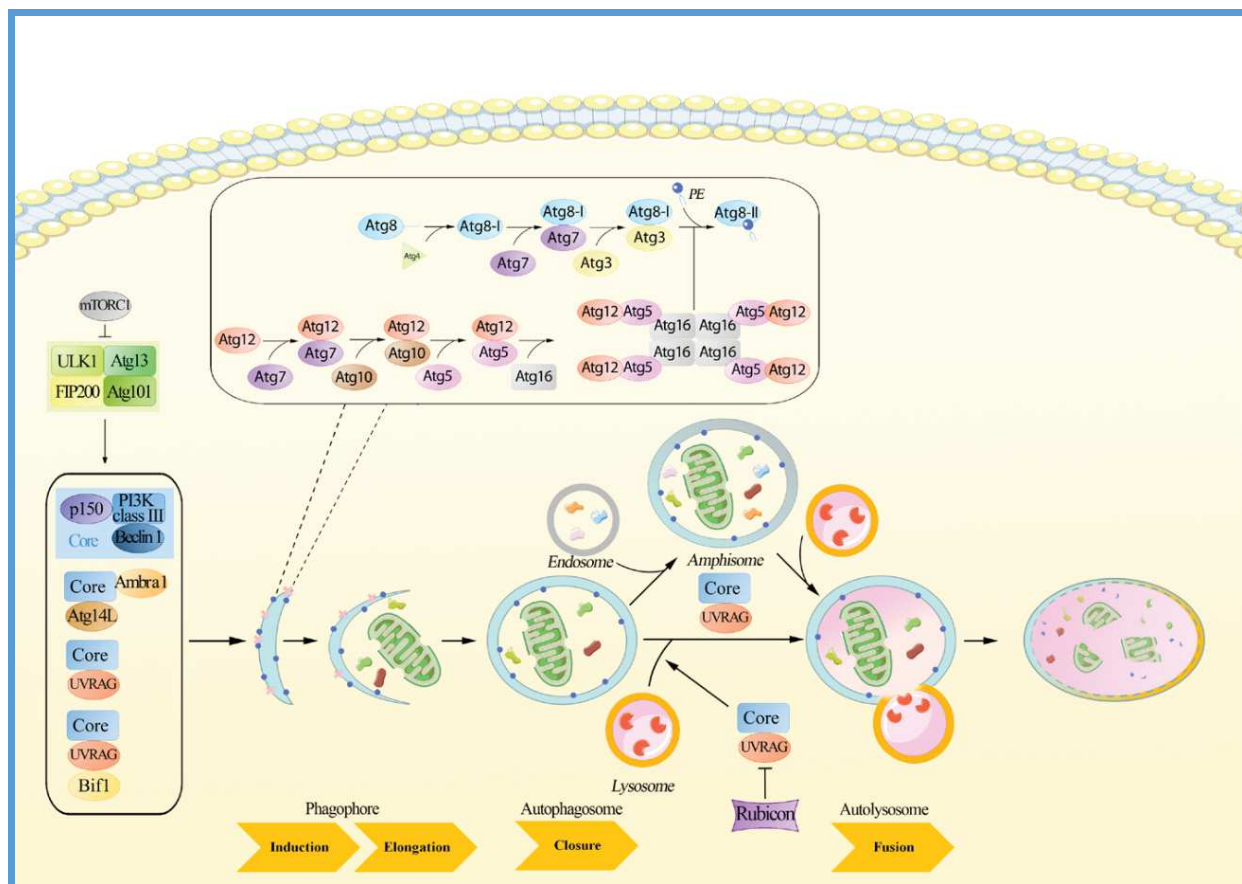 PE
Atg8
Atg8-I
Atg8-I
Atg8-I
Atg8-II
Atg4
Atg7
Atg3
Atg7
Atg3
mTORC1
Atg12
Atg12
Atg12
Atg12
Atg7
Atg10
Atg5
Atg7
Atg10
Atg5
Atg16
Atg12 Atg5
Atg5 Atg12
Atg16 Atg16
Atg16 Atg16
Atg12 Atg5
Atg5 Atg12
ULK1 Atg13
FIP200 Atg101
p150
PI3K
class III
Core
Beclin 1
Core
Ambra1
Atg14L
Core
UVRAG
Core
UVRAG
Bif1
Endosome
Amphisome
Core
UVRAG
Lysosome
Core
UVRAG
Rubicon
Phagophore
Autophagosome
Autolysosome
Induction
Elongation
Closure
Fusion